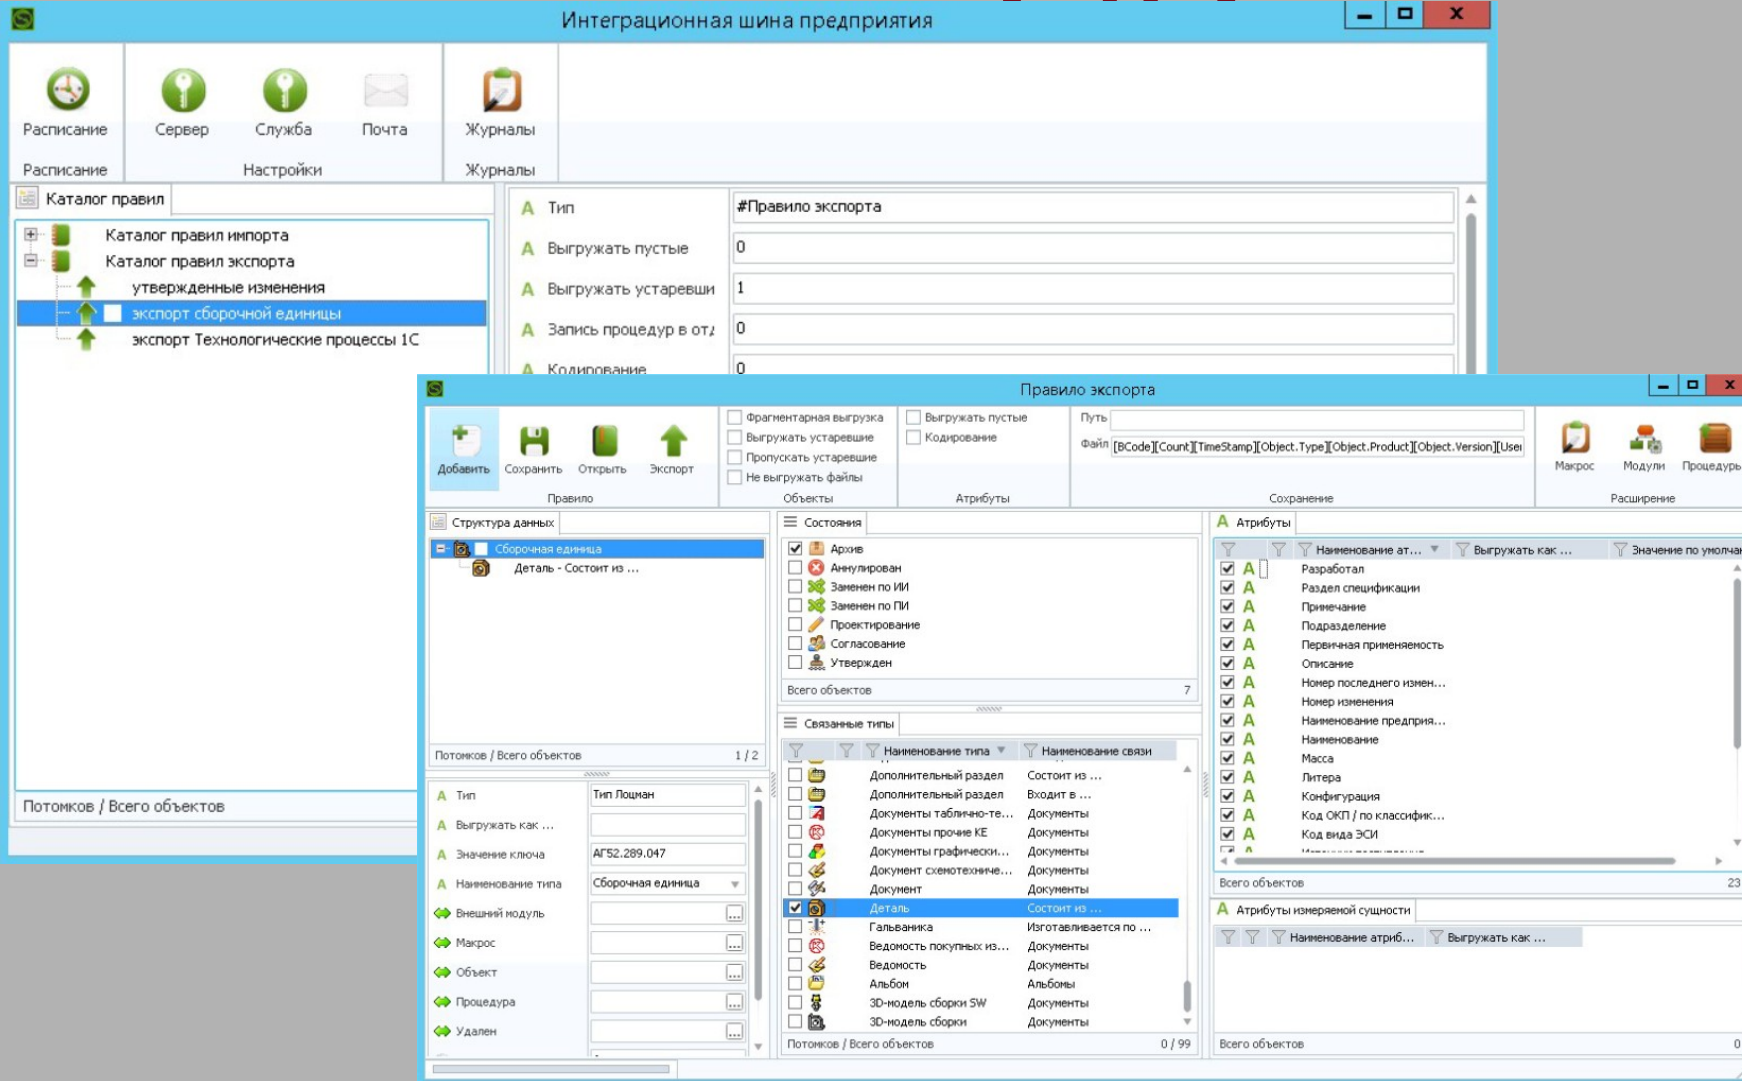 Интеграционная шина предприятия
Расписание
Сервер
Служба
Почта
Журналы
Расписание
Настройки
Журналы
Каталог правил
Каталог правил импорта
Каталог правил экспорта
утвержденные изменения
экспорт сборочной единицы
экспорт Технологические процессы 1С
Потомков / Всего объектов
A Тип #Правило экспорта
A Выгружать пустые 0
A Выгружать устаревши 1
A Запись процедур в отд 0
A Кодирование 0
Правило экспорта
Добавить
Сохранить
Открыть
Экспорт
Правило
Фрагментарная выгрузка
Выгружать устаревшие
Пропускать устаревшие
Не выгружать файлы
Объекты
Выгружать пустые
Кодирование
Атрибуты
Путь
Файл [BCode][Count][TimeStamp][Object.Type][Object.Product][Object.Version][User
Сохранение
Макрос
Модули
Процедуры
Расширение
Структура данных
Сборочная единица
Деталь - Состоит из ...
Потомков / Всего объектов 1 / 2
A Тип Тип Лоцман
A Выгружать как ...
A Значение ключа АГ52.289.047
A Наименование типа Сборочная единица
Внешний модуль ...
Макрос ...
Объект ...
Процедура ...
Удален ...
Состояния
Архив
Аннулирован
Заменен по ИИ
Заменен по ПИ
Проектирование
Согласование
Утвержден
Всего объектов 7
Связанные типы
Наименование типа Наименование связи
Дополнительный раздел Состоит из ...
Дополнительный раздел Входит в ...
Документы таблично-те... Документы
Документы прочие КЕ Документы
Документы графически... Документы
Документ схемотехниче... Документы
Документ Документы
Деталь Состоит из ...
Гальваника Изготавливается по ...
Ведомость покупных из... Документы
Ведомость Документы
Альбом Альбомы
3D-модель сборки SW Документы
3D-модель сборки Документы
Потомков / Всего объектов 0 / 99
A Атрибуты
Наименование ат... Выгружать как ... Значение по умолчан
A Разработал
A Раздел спецификации
A Примечание
A Подразделение
A Первичная применяемость
A Описание
A Номер последнего измен...
A Номер изменения
A Наименование предприя...
A Наименование
A Масса
A Литера
A Конфигурация
A Код ОКП / по классифик...
A Код вида ЭСИ
Всего объектов 23
A Атрибуты измеряемой сущности
Наименование атриб... Выгружать как ...
Всего объектов 0